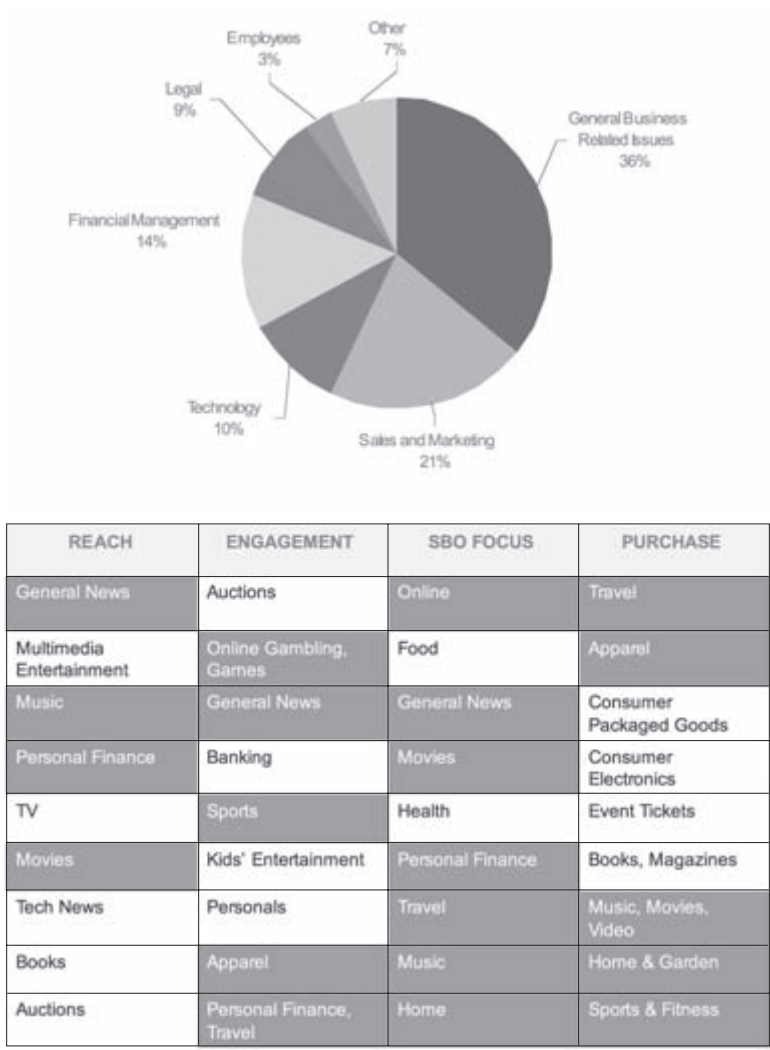 Other
7%
Employees
3%
Legal
9%
General Business
Related Issues
36%
Financial Management
14%
Technology
10%
Sales and Marketing
21%
REACH ENGAGEMENT SBO FOCUS PURCHASE
General News Auctions Online Travel
Multimedia Online Gambling, Food Apparel
Entertainment Games
Music General News General News Consumer
Packaged Goods
Personal Finance Banking Movies Consumer
Electronics
TV Sports Health Event Tickets
Movies Kids' Entertainment Personal Finance Books, Magazines
Tech News Personals Travel Music, Movies,
Video
Books Apparel Music Home & Garden
Auctions Personal Finance, Home Sports & Fitness
Travel